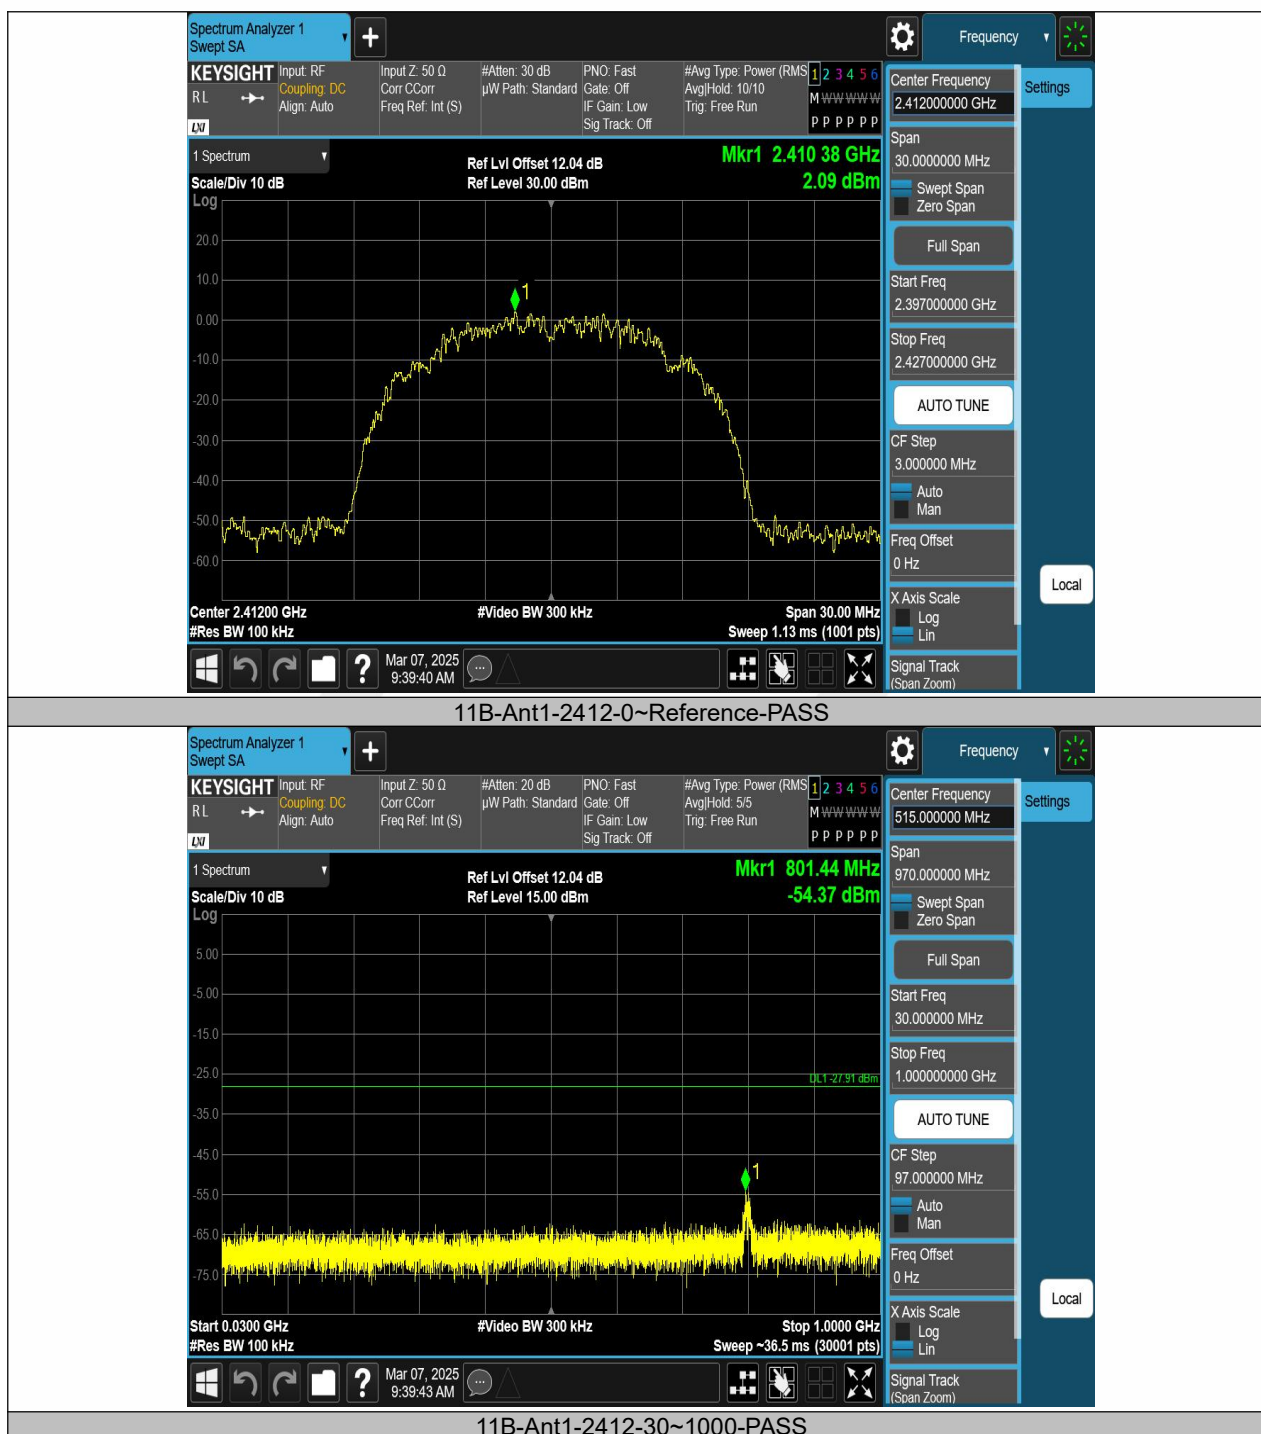 Spectrum Analyzer 1
Swept SA
+
Frequency
KEYSIGHT
RL
LXI
Input: RF
Coupling: DC
Align: Auto
Input Z: 50 Ω
Corr CCorr
Freq Ref: Int (S)
#Atten: 30 dB
µW Path: Standard
PNO: Fast
Gate: Off
IF Gain: Low
Sig Track: Off
#Avg Type: Power (RMS
Avg|Hold: 10/10
Trig: Free Run
1 2 3 4 5 6
M W W W W W
P P P P P P
1 Spectrum
Scale/Div 10 dB
Ref Lvl Offset 12.04 dB
Ref Level 30.00 dBm
Mkr1 2.410 38 GHz
2.09 dBm
Log
20.0
10.0
0.00
-10.0
-20.0
-30.0
-40.0
-50.0
-60.0
1
Center 2.41200 GHz
#Res BW 100 kHz
#Video BW 300 kHz
Span 30.00 MHz
Sweep 1.13 ms (1001 pts)
?
Mar 07, 2025
9:39:40 AM
Center Frequency
2.412000000 GHz
Span
30.0000000 MHz
Swept Span
Zero Span
Full Span
Start Freq
2.397000000 GHz
Stop Freq
2.427000000 GHz
AUTO TUNE
CF Step
3.000000 MHz
Auto
Man
Freq Offset
0 Hz
X Axis Scale
Log
Lin
Signal Track
(Span Zoom)
Settings
Local
11B-Ant1-2412-0~Reference-PASS
Spectrum Analyzer 1
Swept SA
+
Frequency
KEYSIGHT
RL
LXI
Input: RF
Coupling: DC
Align: Auto
Input Z: 50 Ω
Corr CCorr
Freq Ref: Int (S)
#Atten: 20 dB
µW Path: Standard
PNO: Fast
Gate: Off
IF Gain: Low
Sig Track: Off
#Avg Type: Power (RMS
Avg|Hold: 5/5
Trig: Free Run
1 2 3 4 5 6
M W W W W W
P P P P P P
1 Spectrum
Scale/Div 10 dB
Ref Lvl Offset 12.04 dB
Ref Level 15.00 dBm
Mkr1 801.44 MHz
-54.37 dBm
Log
5.00
-5.00
-15.0
-25.0
-35.0
-45.0
-55.0
-65.0
-75.0
DL1 -27.91 dBm
1
Start 0.0300 GHz
#Res BW 100 kHz
#Video BW 300 kHz
Stop 1.0000 GHz
Sweep ~36.5 ms (30001 pts)
?
Mar 07, 2025
9:39:43 AM
Center Frequency
515.000000 MHz
Span
970.000000 MHz
Swept Span
Zero Span
Full Span
Start Freq
30.000000 MHz
Stop Freq
1.000000000 GHz
AUTO TUNE
CF Step
97.000000 MHz
Auto
Man
Freq Offset
0 Hz
X Axis Scale
Log
Lin
Signal Track
(Span Zoom)
Settings
Local
11B-Ant1-2412-30~1000-PASS